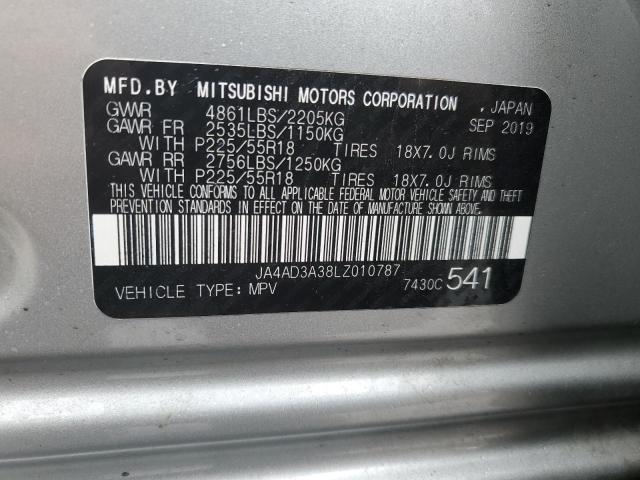 MFD.BY MITSUBISHI MOTORS CORPORATION , JAPAN
GVWR 4861LBS/2205KG SEP 2019
GAWR FR 2535LBS/1150KG
WITH P225/55R18 TIRES 18X7.0J RIMS
GAWR RR 2756LBS/1250KG
WITH P225/55R18 TIRES 18X7.0J RIMS
THIS VEHICLE CONFORMS TO ALL APPLICABLE FEDERAL MOTOR VEHICLE SAFETY AND THEFT
PREVENTION STANDARDS IN EFFECT ON THE DATE OF MANUFACTURE SHOWN ABOVE.
JA4AD3A38LZ010787
VEHICLE TYPE: MPV 7430C 541